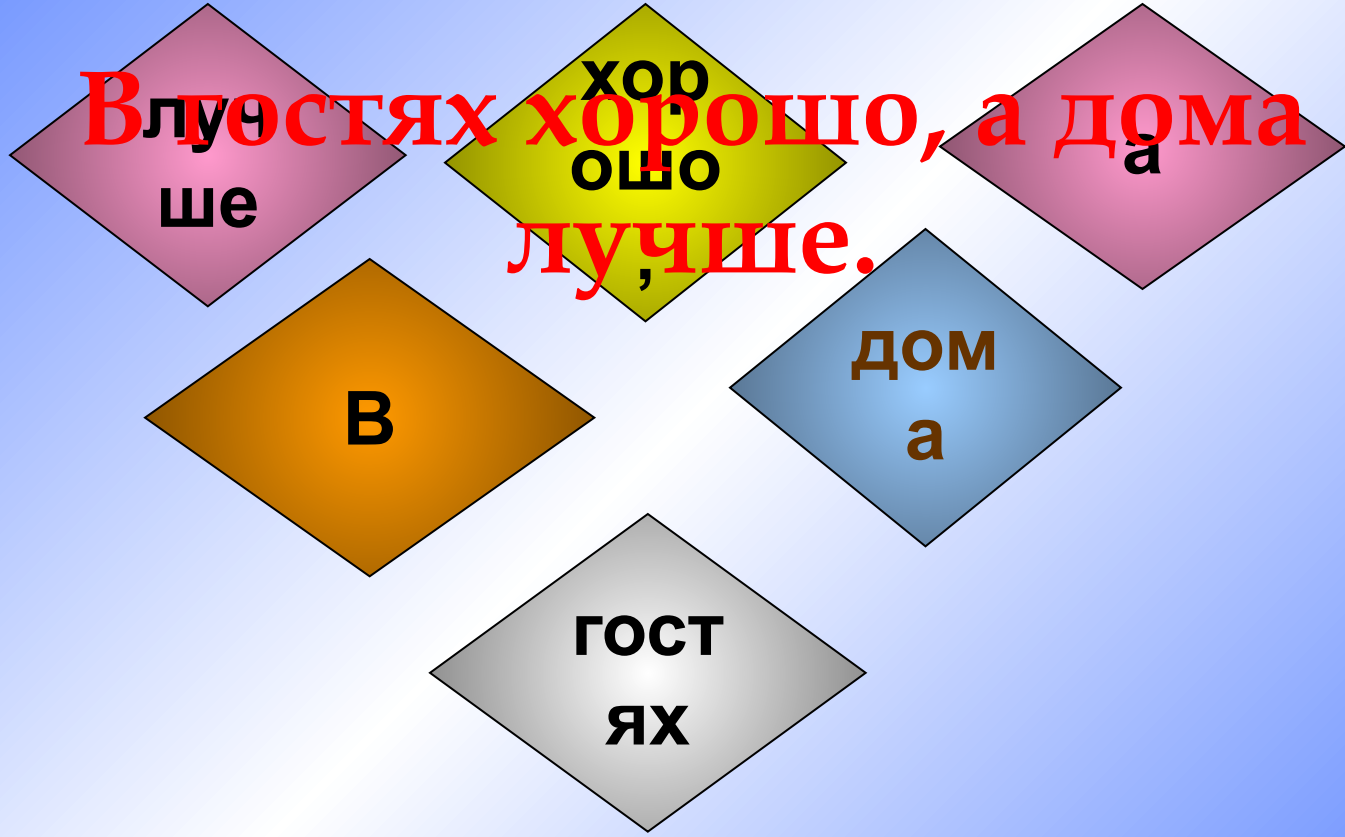 В гостях хорошо, а дома
лучше.
луч
ше
хор
ошо
,
а
В
дом
а
гост
ях